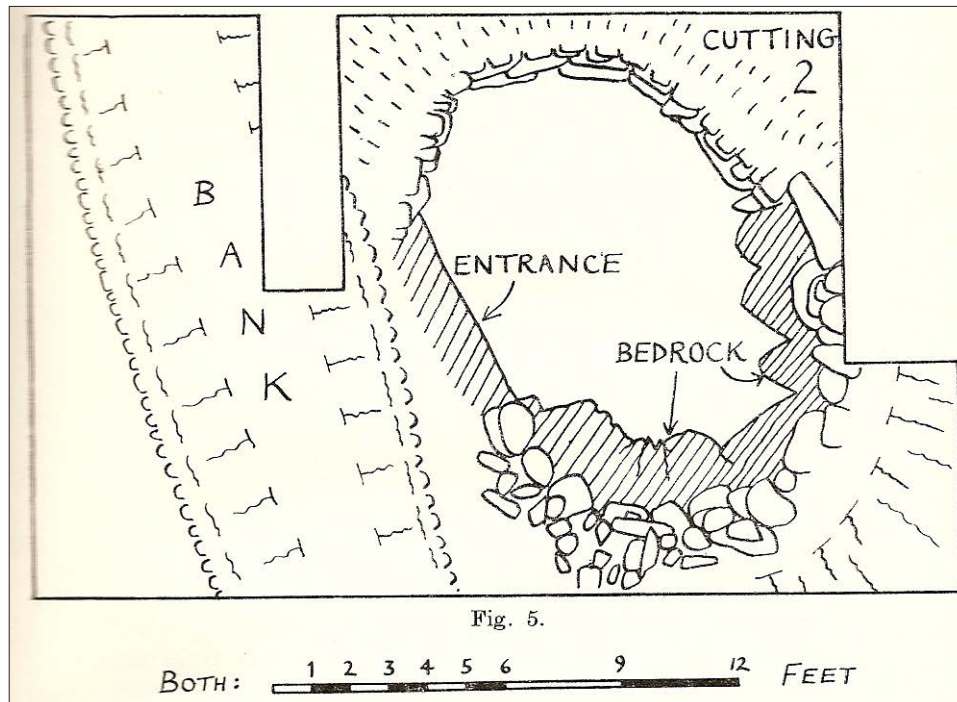 CUTTING
2
B
A
N
K
ENTRANCE
BEDROCK
Fig. 5.
BOTH: 1 2 3 4 5 6 9 12 FEET